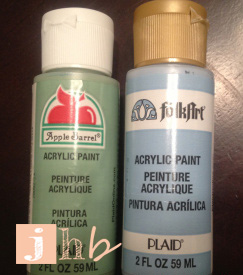 Apple Barrel
ACRYLIC PAINT
PEINTURE
ACRYLIQUE
PINTURA
ACRÍLICA
2 FL OZ 59 ML
FolkArt
ACRYLIC PAINT
PEINTURE
ACRYLIQUE
PINTURA ACRÍLICA
PLAID
2 FL OZ 59 ML
jhb